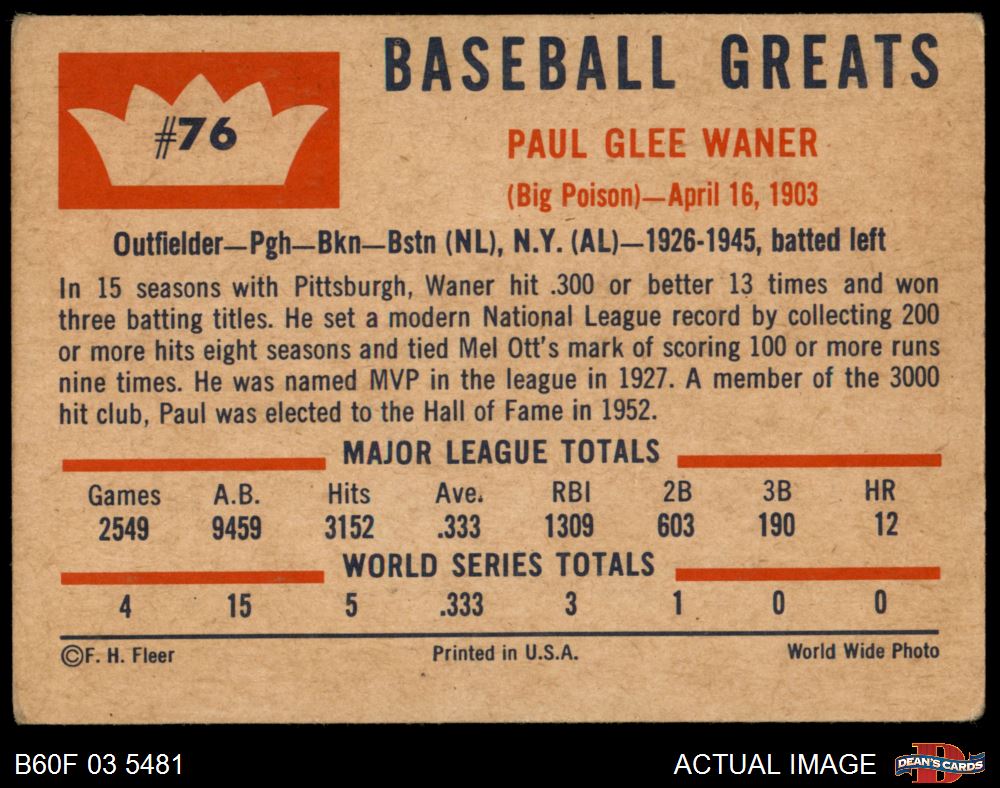 #76
BASEBALL GREATS
PAUL GLEE WANER
(Big Poison)—April 16, 1903
Outfielder—Pgh—Bkn—Bstn (NL), N.Y. (AL)—1926-1945, batted left
In 15 seasons with Pittsburgh, Waner hit .300 or better 13 times and won
three batting titles. He set a modern National League record by collecting 200
or more hits eight seasons and tied Mel Ott's mark of scoring 100 or more runs
nine times. He was named MVP in the league in 1927. A member of the 3000
hit club, Paul was elected to the Hall of Fame in 1952.
MAJOR LEAGUE TOTALS
Games A.B. Hits Ave. RBI 2B 3B HR
2549 9459 3152 .333 1309 603 190 12
WORLD SERIES TOTALS
4 15 5 .333 3 1 0 0
©F. H. Fleer Printed in U.S.A. World Wide Photo
B60F 03 5481 ACTUAL IMAGE D DEAN'S CARDS